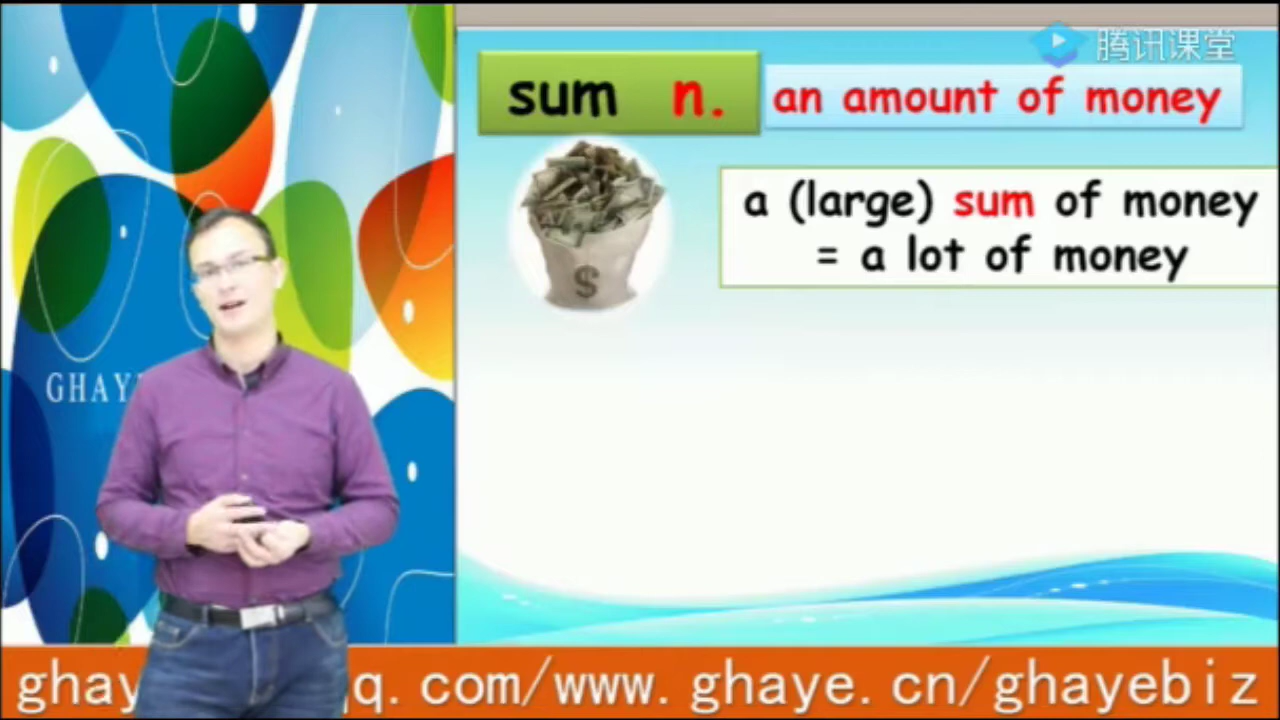 腾讯课堂
sum n.
an amount of money
a (large) sum of money
= a lot of money
$
GHAY
ghay
qq. com/www. ghaye. cn/ghayebiz